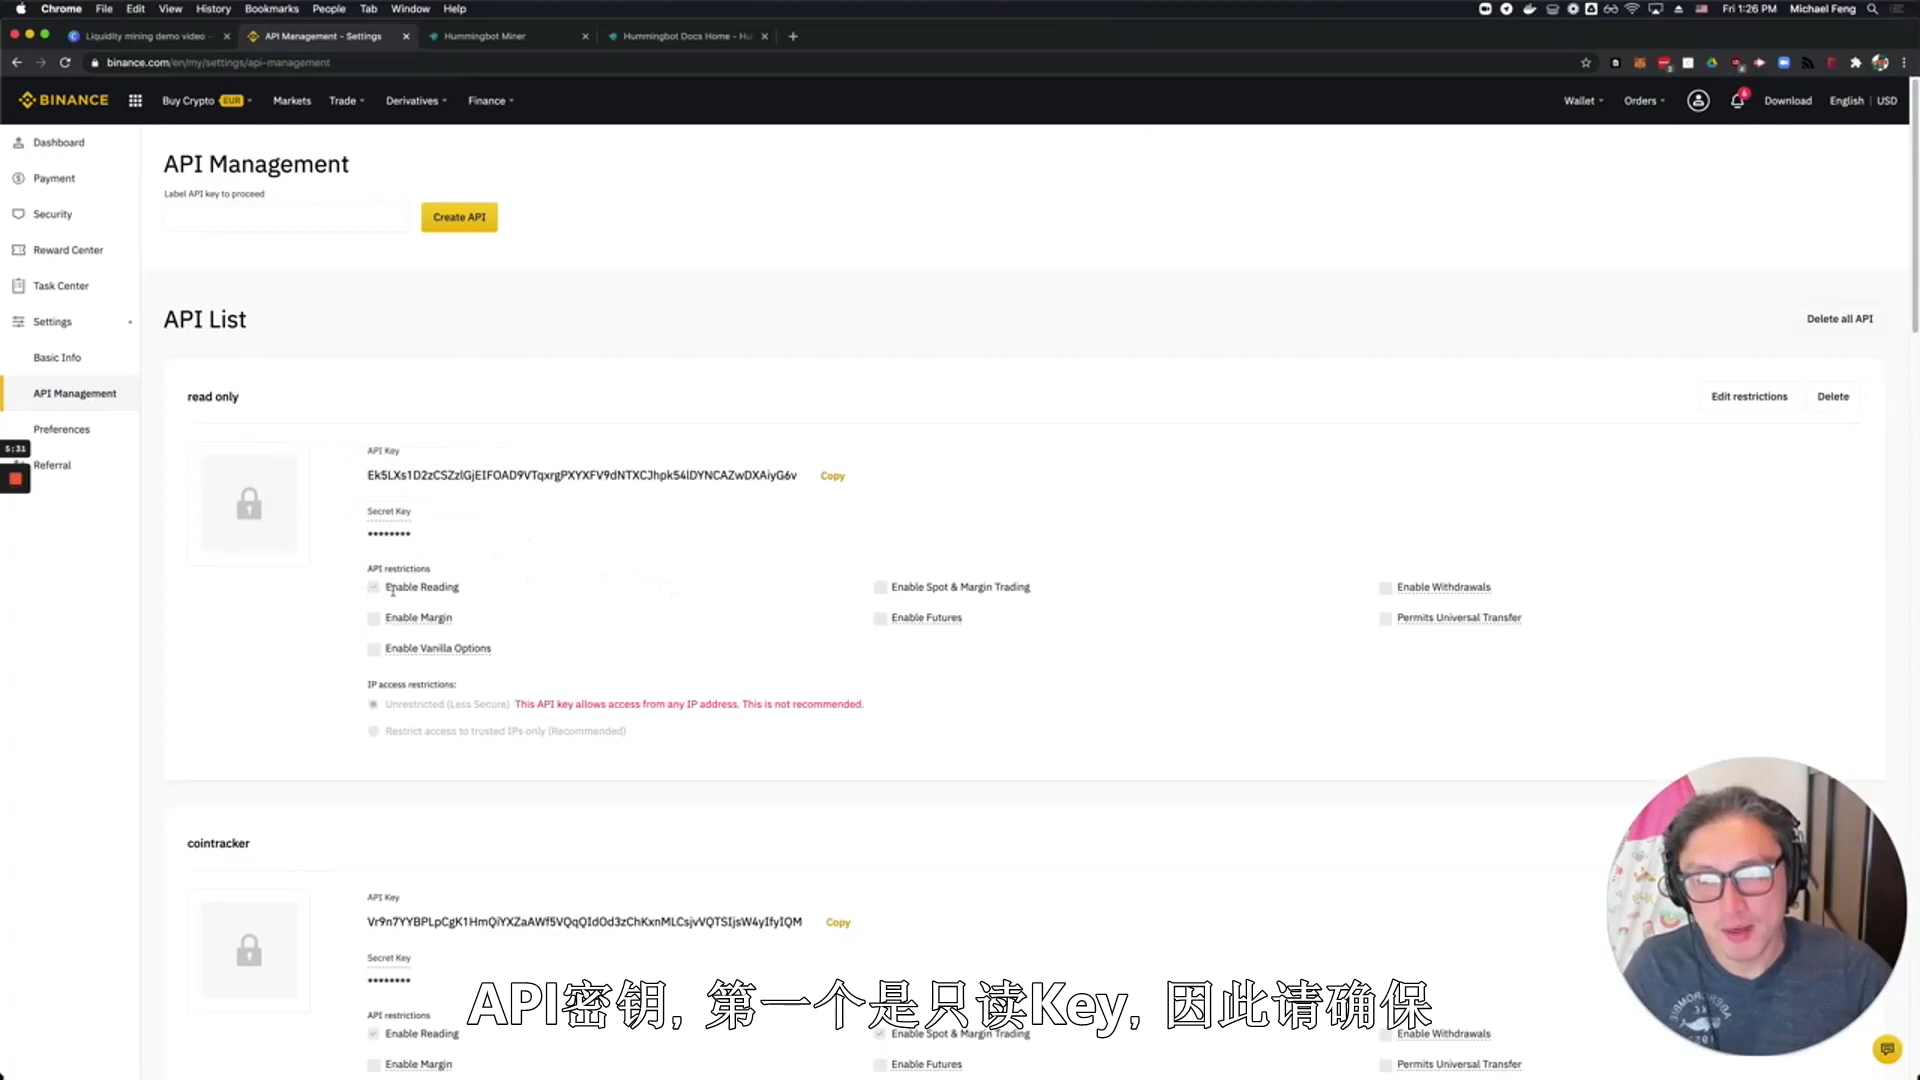 Chrome File Edit View History Bookmarks People Tab Window Help Fri 1:26 PM Michael Feng
Liquidity mining demo video - API Management - Settings Hummingbot Miner Hummingbot Docs Home - Hu
binance.com/en/my/settings/api-management
BINANCE Buy Crypto EUR Markets Trade Derivatives Finance Wallet Orders 6 Download English | USD
Dashboard
Payment
Security
Reward Center
Task Center
Settings
Basic Info
API Management
Preferences
5:31
Referral
API Management
Label API key to proceed
Create API
API List
Delete all API
read only
Edit restrictions Delete
API Key
Ek5LXs1D2zCSZzlGjEIFOAD9VTqxrgPXYXFV9dNTXCJhpk54lDYNCAZwDXAiyG6v Copy
Secret Key
********
API restrictions
Enable Reading Enable Spot & Margin Trading Enable Withdrawals
Enable Margin Enable Futures Permits Universal Transfer
Enable Vanilla Options
IP access restrictions:
Unrestricted (Less Secure) This API key allows access from any IP address. This is not recommended.
Restrict access to trusted IPs only (Recommended)
cointracker
API Key
Vr9n7YYBPLpCgK1HmQiYXZaAWf5VQqQIdOd3zChKxnMLCsjvVQTSIjsW4yIfyIQM Copy
Secret Key
********
API restrictions
Enable Reading Enable Spot & Margin Trading Enable Withdrawals
Enable Margin Enable Futures Permits Universal Transfer
API密钥, 第一个是只读Key, 因此请确保